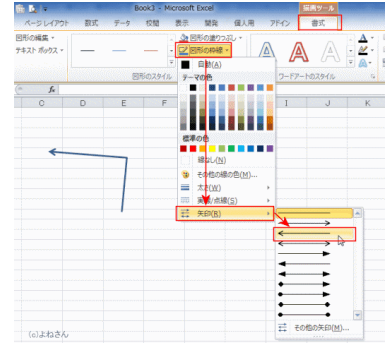 Book3 - Microsoft Excel
描画ツール
ページ レイアウト 数式 データ 校閲 表示 開発 個人用 アドイン 書式
図形の編集
テキスト ボックス
図形の塗りつぶし
図形の枠線
図形のスタイル
ワードアートのスタイル
fx
C D E F I J K
自動(A)
テーマの色
標準の色
線なし(N)
その他の線の色(M)...
太さ(W)
実線/点線(S)
矢印(R)
その他の矢印(M)...
(c)よねさん